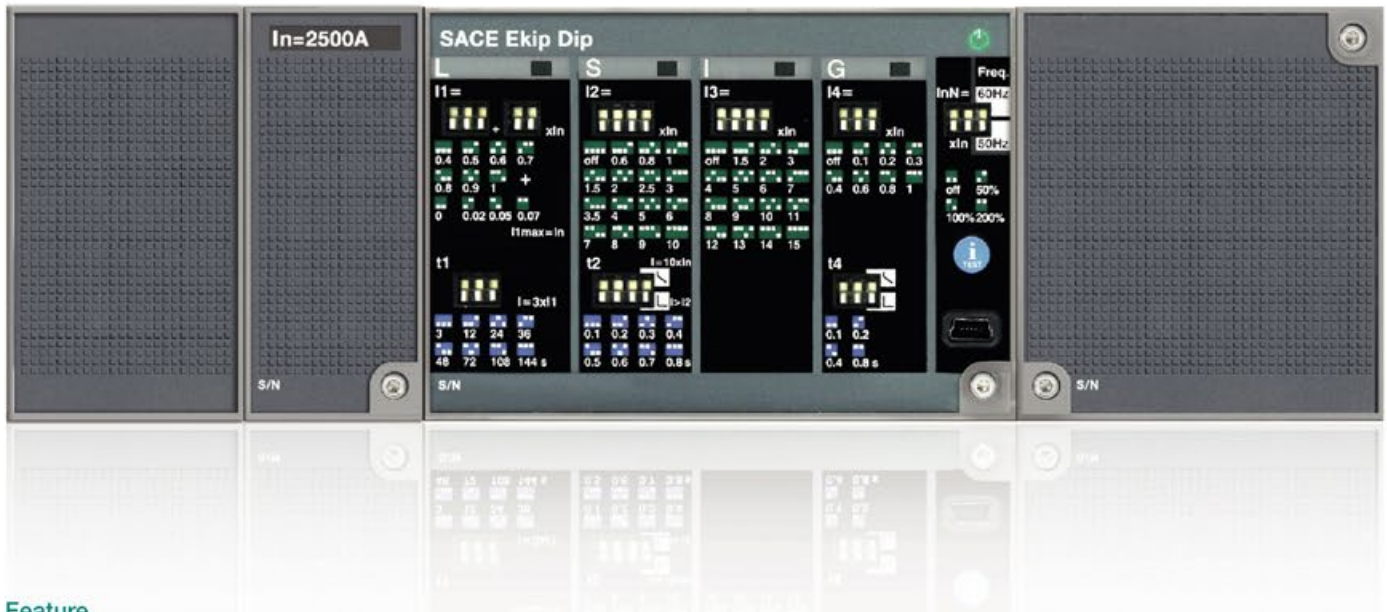 In=2500A
SACE Ekip Dip
L S I G
Freq.
I1= I2= I3= I4= InN= 60Hz
+ xIn xIn xIn xIn
xIn 50Hz
0.4 0.5 0.6 0.7
0.8 0.9 1 +
0 0.02 0.05 0.07
I1max=In
off 0.6 0.8 1
1.5 2 2.5 3
3.5 4 5 6
7 8 9 10
off 1.5 2 3
4 5 6 7
8 9 10 11
12 13 14 15
off 0.1 0.2 0.3
0.4 0.6 0.8 1
off 50%
100% 200%
i
TEST
t1
I=3xI1
3 12 24 36
48 72 108 144 s
t2
I=10xIn
I>I2
0.1 0.2 0.3 0.4
0.5 0.6 0.7 0.8 s
t4
0.1 0.2
0.4 0.8 s
S/N
S/N
S/N
Feature